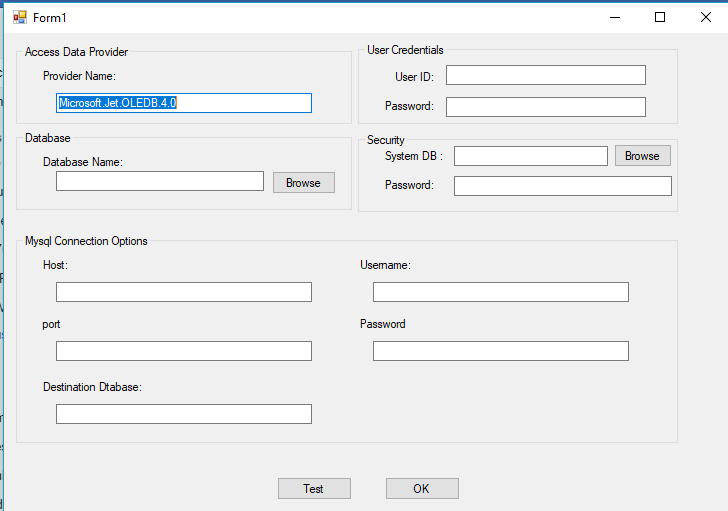 Form1
Access Data Provider
Provider Name:
Microsoft.Jet.OLEDB.4.0
User Credentials
User ID:
Password:
Database
Database Name:
Browse
Security
System DB :
Browse
Password:
Mysql Connection Options
Host:
Username:
port
Password
Destination Dtabase:
Test
OK